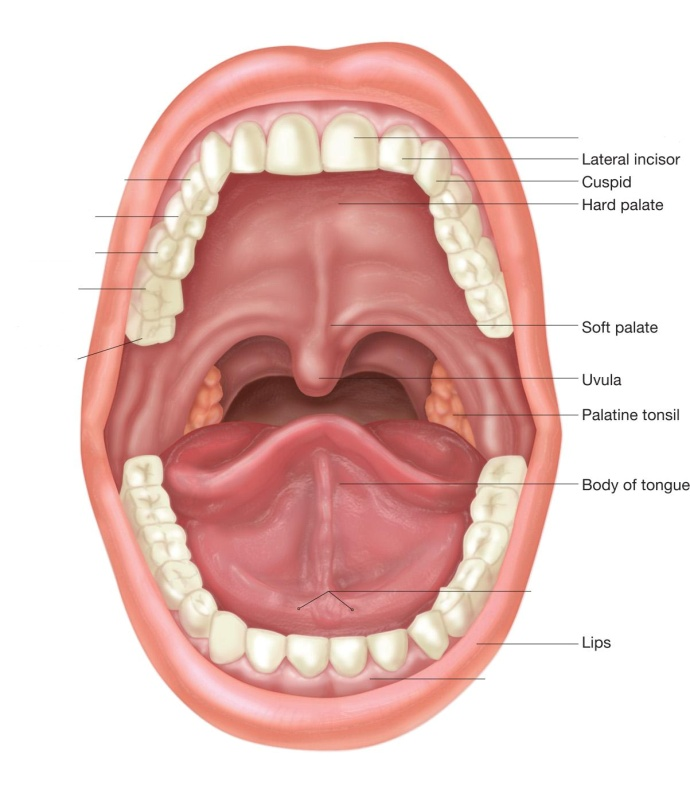 Lateral incisor
Cuspid
Hard palate
Soft palate
Uvula
Palatine tonsil
Body of tongue
Lips